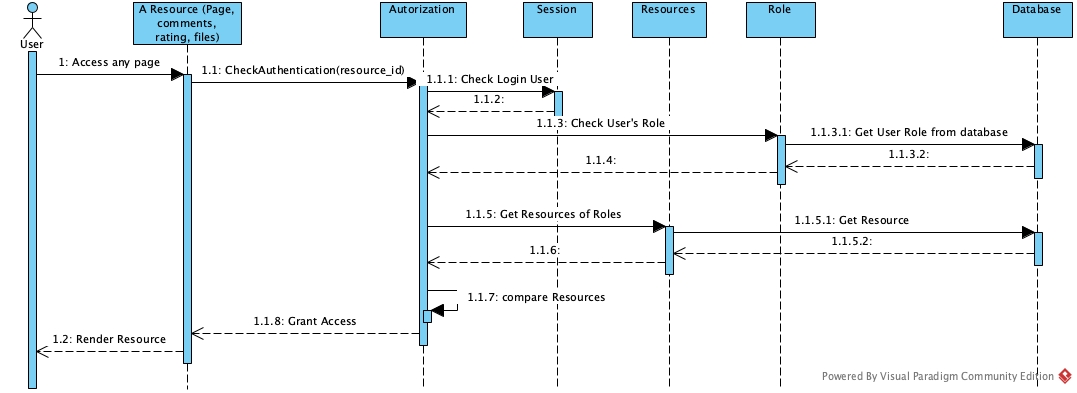 User
A Resource (Page,
comments,
rating, files)
Autorization
Session
Resources
Role
Database
1: Access any page
1.1: CheckAuthentication(resource_id)
1.1.1: Check Login User
1.1.2:
1.1.3: Check User's Role
1.1.3.1: Get User Role from database
1.1.3.2:
1.1.4:
1.1.5: Get Resources of Roles
1.1.5.1: Get Resource
1.1.5.2:
1.1.6:
1.1.7: compare Resources
1.1.8: Grant Access
1.2: Render Resource
Powered By Visual Paradigm Community Edition